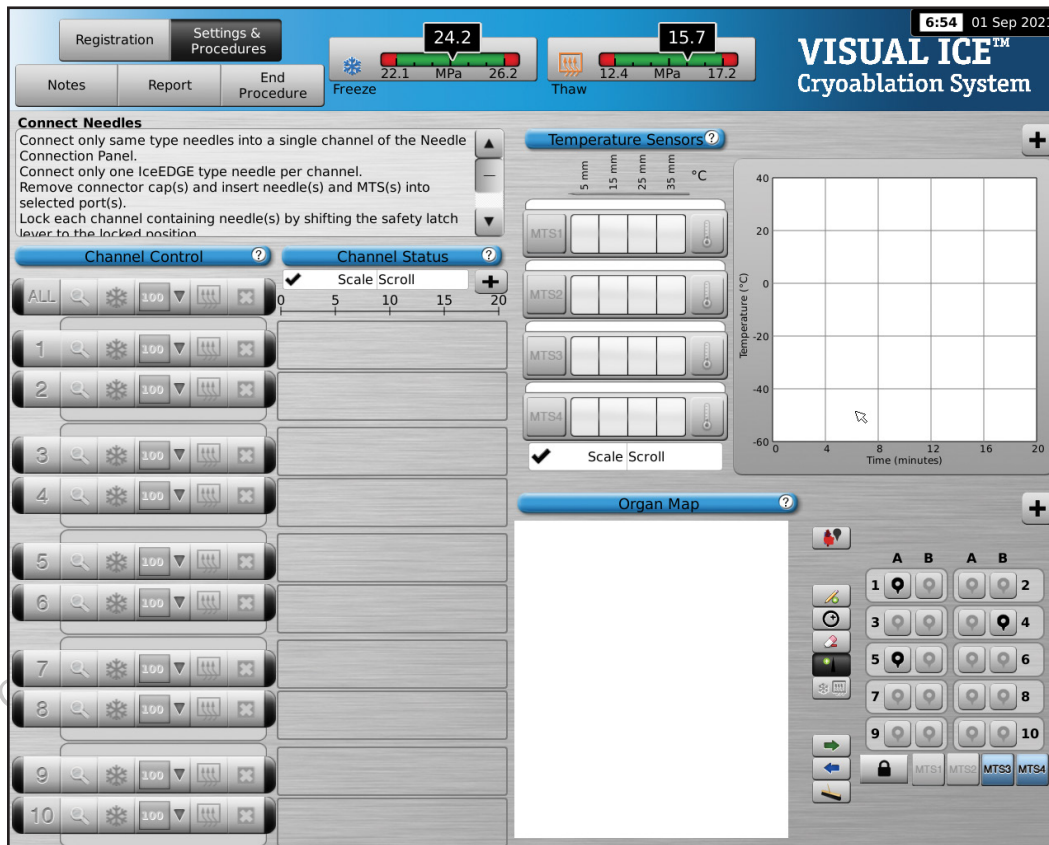 Registration
Settings &
Procedures
Notes
Report
End
Procedure
24.2
22.1 MPa 26.2
Freeze
15.7
12.4 MPa 17.2
Thaw
6:54 01 Sep 2021
VISUAL ICE™
Cryoablation System
Connect Needles
Connect only same type needles into a single channel of the Needle
Connection Panel.
Connect only one IceEDGE type needle per channel.
Remove connector cap(s) and insert needle(s) and MTS(s) into
selected port(s).
Lock each channel containing needle(s) by shifting the safety latch
lever to the locked position
Channel Control ?
Channel Status ?
Scale Scroll +
0 5 10 15 20
ALL 100
1 100
2 100
3 100
4 100
5 100
6 100
7 100
8 100
9 100
10 100
Temperature Sensors ?
5 mm
15 mm
25 mm
35 mm
°C
MTS1
MTS2
MTS3
MTS4
Scale Scroll
+
Temperature (°C)
40
20
0
-20
-40
-60
0 4 8 12 16 20
Time (minutes)
Organ Map ?
+
A B A B
1 2
3 4
5 6
7 8
9 10
MTS1 MTS2 MTS3 MTS4